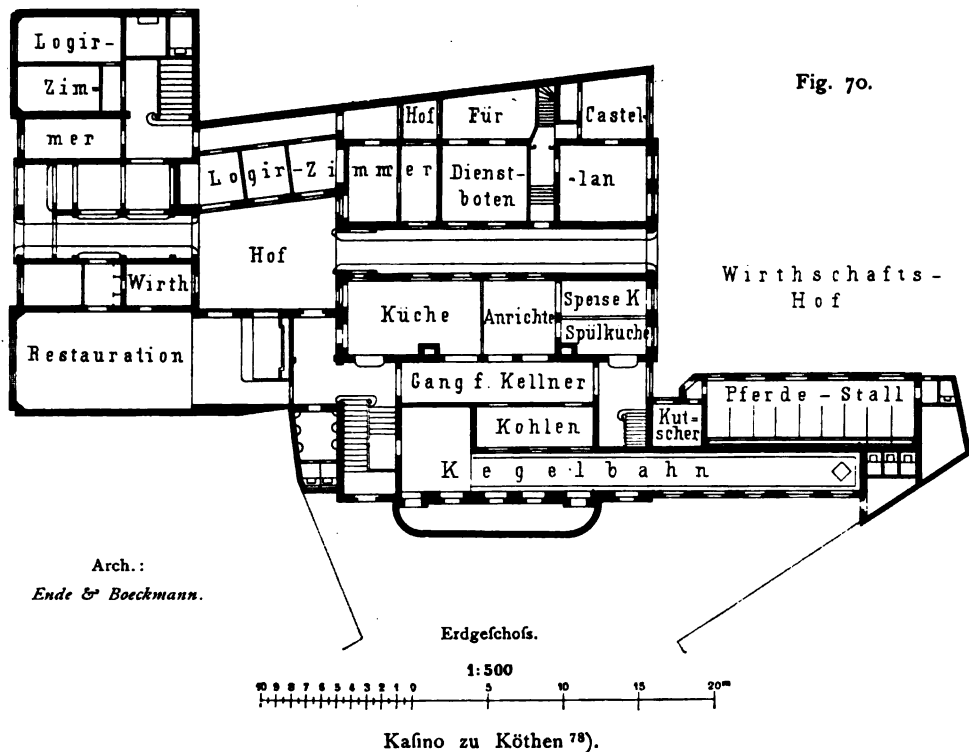 Fig. 70.
Logir-
Zim-
mer
Hof
Für
Castel-
Logir-Zimmer
Dienst-
boten
-lan
Hof
Wirth
Wirthschafts-
Hof
Küche
Anrichte
Speise K
Spülkuche
Restauration
Gang f. Kellner
Kohlen
Kut=
scher
Pferde-Stall
Kegelbahn
Arch.:
Ende & Boeckmann.
Erdgeſchoſs.
1:500
10 9 8 7 6 5 4 3 2 1 0 5 10 15 20m
Kaſino zu Köthen 78).